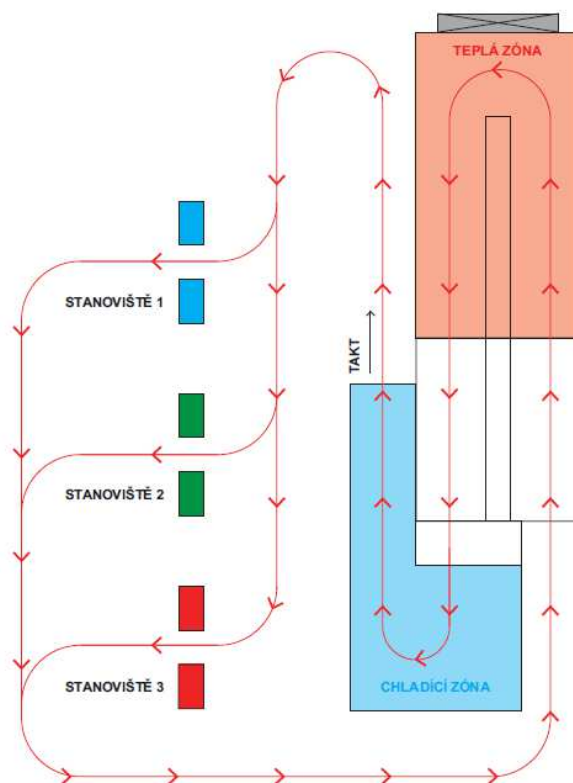 TEPLÁ ZÓNA
STANOVIŠTĚ 1
TAKT
STANOVIŠTĚ 2
STANOVIŠTĚ 3
CHLADÍCÍ ZÓNA